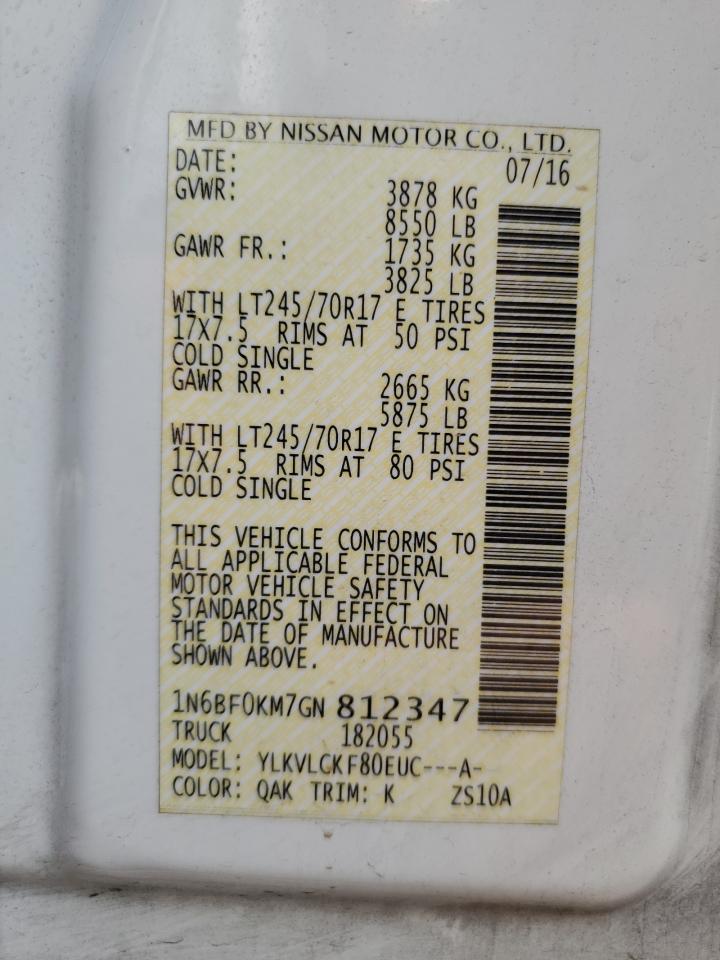 MFD BY NISSAN MOTOR CO., LTD.
DATE: 07/16
GVWR: 3878 KG
8550 LB
GAWR FR.: 1735 KG
3825 LB
WITH LT245/70R17 E TIRES
17X7.5 RIMS AT 50 PSI
COLD SINGLE
GAWR RR.: 2665 KG
5875 LB
WITH LT245/70R17 E TIRES
17X7.5 RIMS AT 80 PSI
COLD SINGLE
THIS VEHICLE CONFORMS TO
ALL APPLICABLE FEDERAL
MOTOR VEHICLE SAFETY
STANDARDS IN EFFECT ON
THE DATE OF MANUFACTURE
SHOWN ABOVE.
1N6BF0KM7GN 812347
TRUCK 182055
MODEL: YLKVLCKF80EUC---A-
COLOR: QAK TRIM: K ZS10A